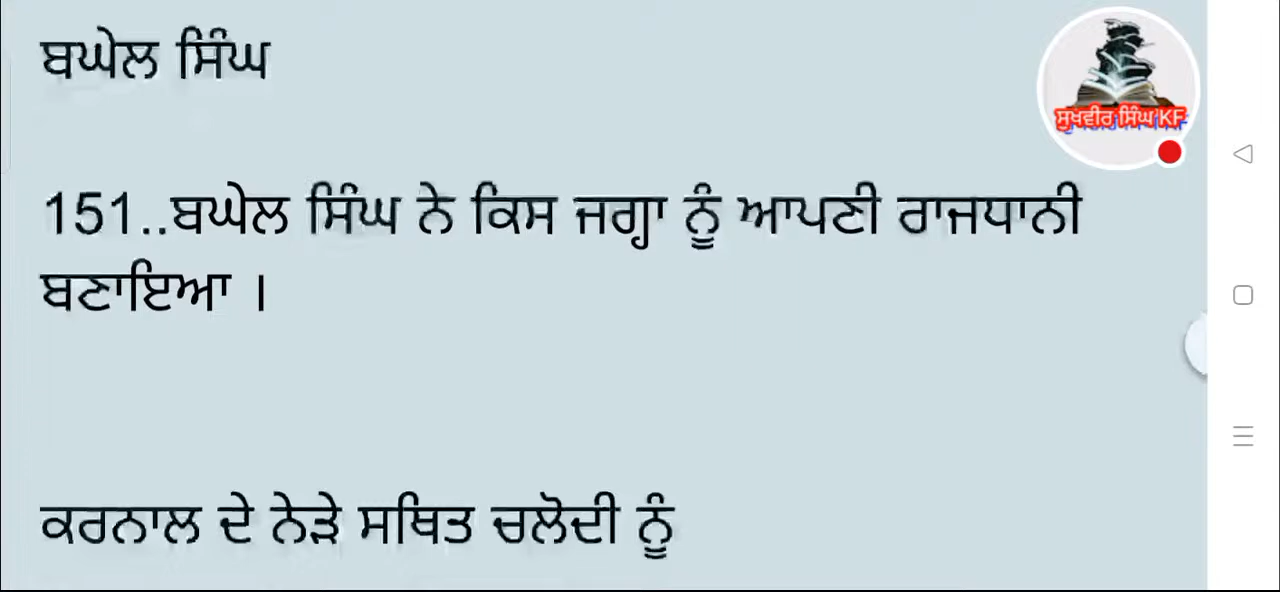 ਬਘੇਲ ਸਿੰਘ
ਸੁਖਵੀਰ ਸਿੰਘ KF
151..ਬਘੇਲ ਸਿੰਘ ਨੇ ਕਿਸ ਜਗ੍ਹਾ ਨੂੰ ਆਪਣੀ ਰਾਜਧਾਨੀ
ਬਣਾਇਆ ।
ਕਰਨਾਲ ਦੇ ਨੇੜੇ ਸਥਿਤ ਚਲੋਦੀ ਨੂੰ